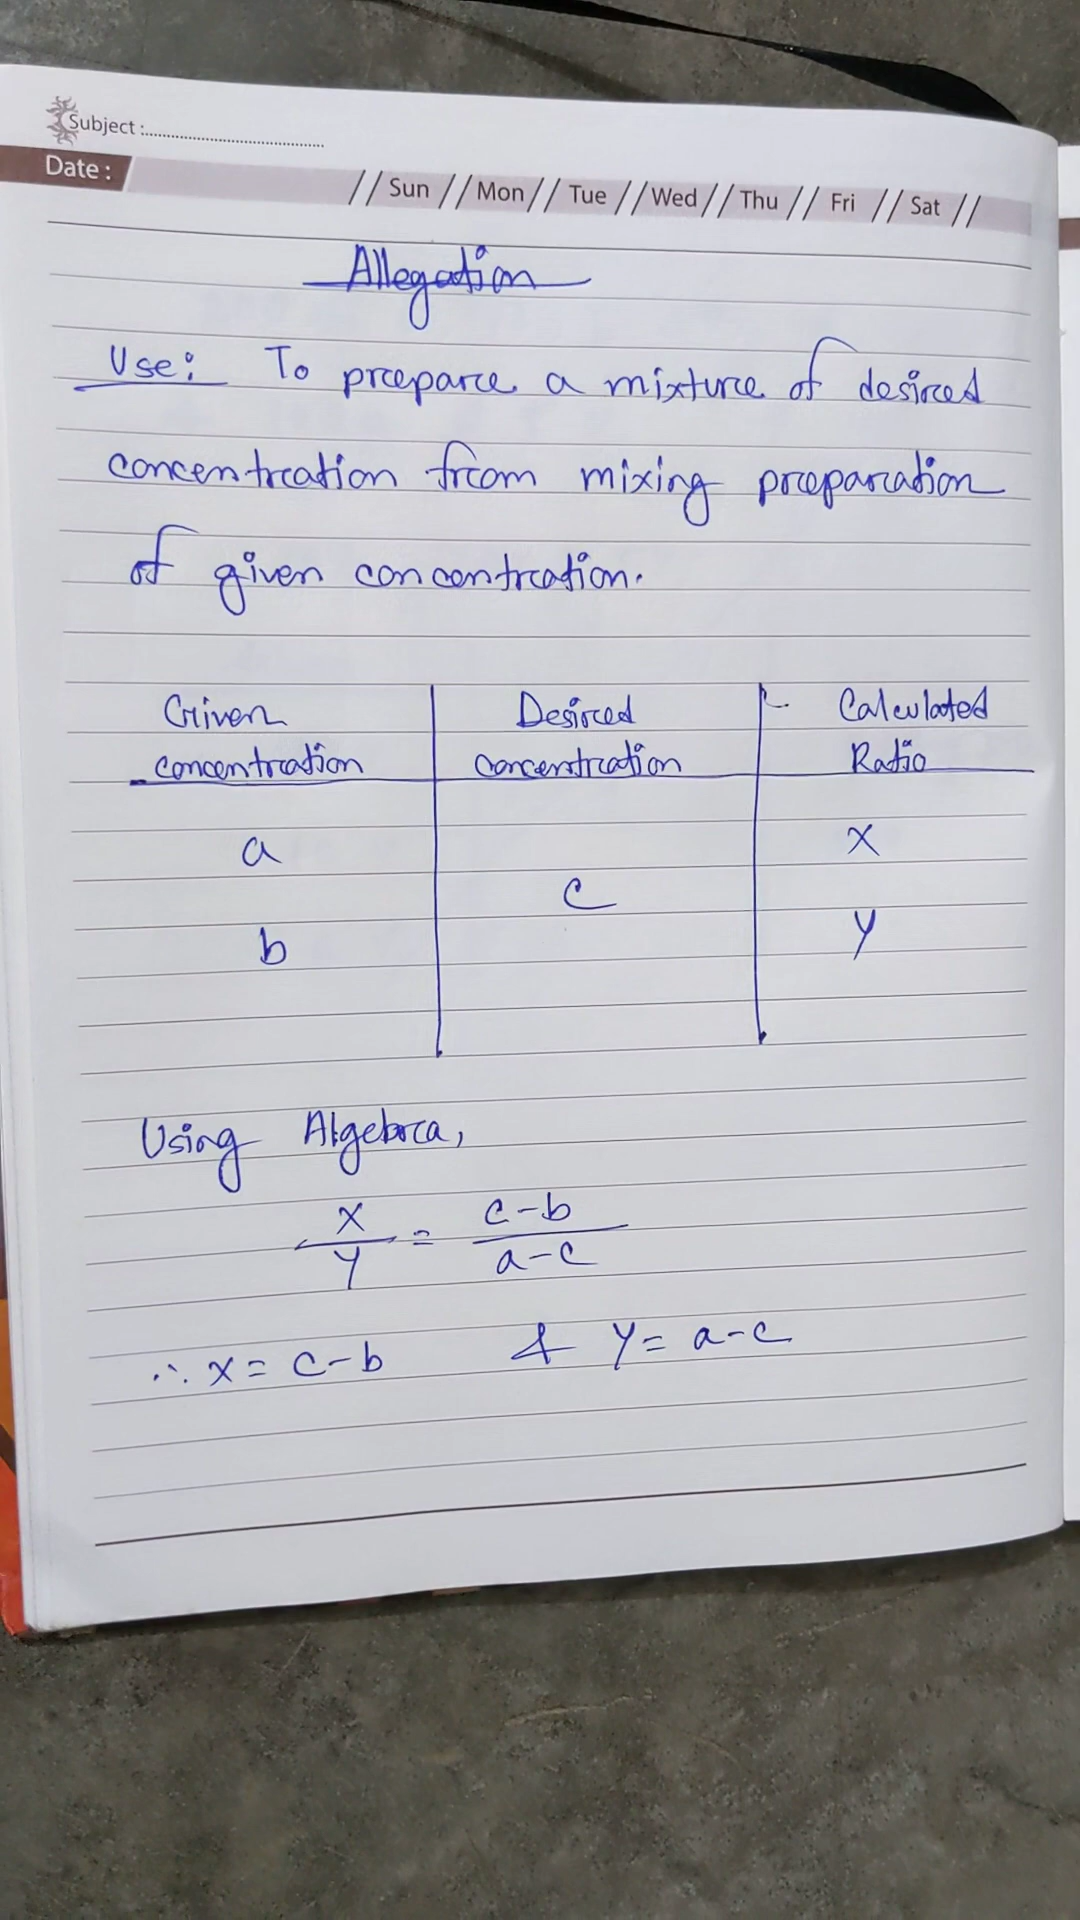 Subject :
Date :
// Sun // Mon // Tue // Wed // Thu // Fri // Sat //
Allegation
Use: To prepare a mixture of desired
concentration from mixing preparation
of given concentration.
Given Desired Calculated
concentration concentration Ratio
a x
c
b y
Using Algebra,
x/y = c-b/a-c
∴ x = c-b & y = a-c